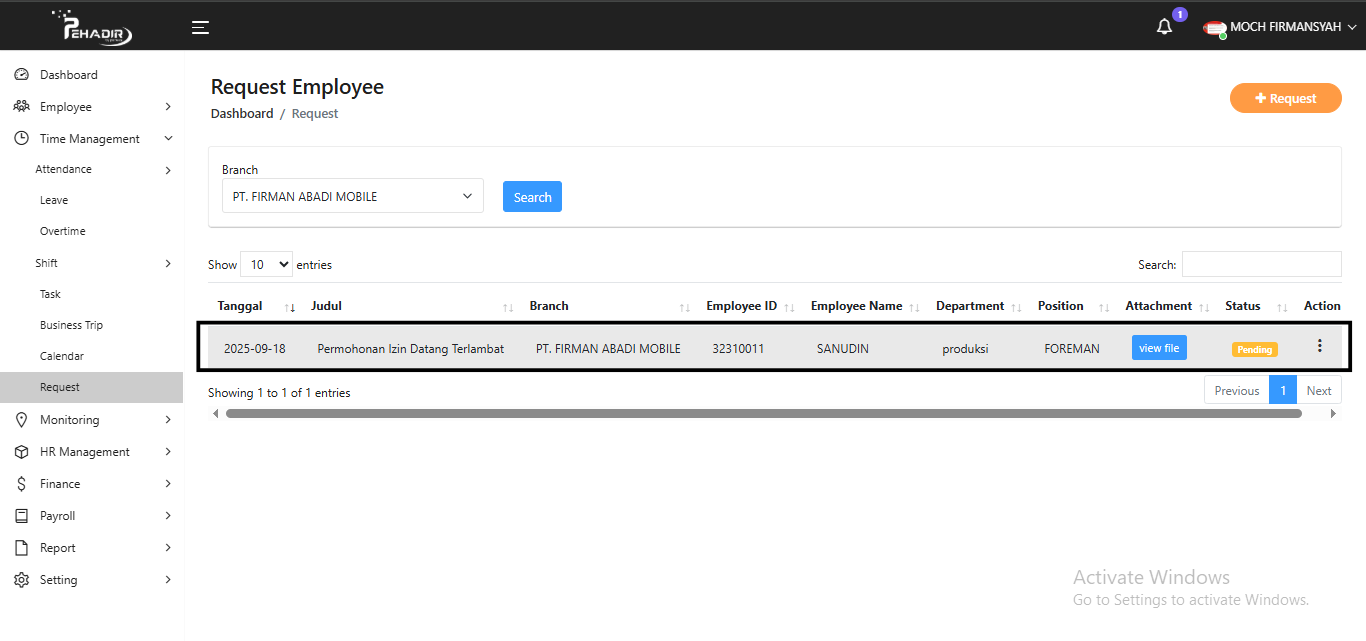 PEHADIR
1
MOCH FIRMANSYAH
Dashboard
Employee
Time Management
Attendance
Leave
Overtime
Shift
Task
Business Trip
Calendar
Request
Monitoring
HR Management
Finance
Payroll
Report
Setting
Request Employee
Dashboard / Request
+ Request
Branch
PT. FIRMAN ABADI MOBILE
Search
Show 10 entries
Search:
Tanggal Judul Branch Employee ID Employee Name Department Position Attachment Status Action
2025-09-18 Permohonan Izin Datang Terlambat PT. FIRMAN ABADI MOBILE 32310011 SANUDIN produksi FOREMAN view file Pending
Showing 1 to 1 of 1 entries
Previous 1 Next
Activate Windows
Go to Settings to activate Windows.